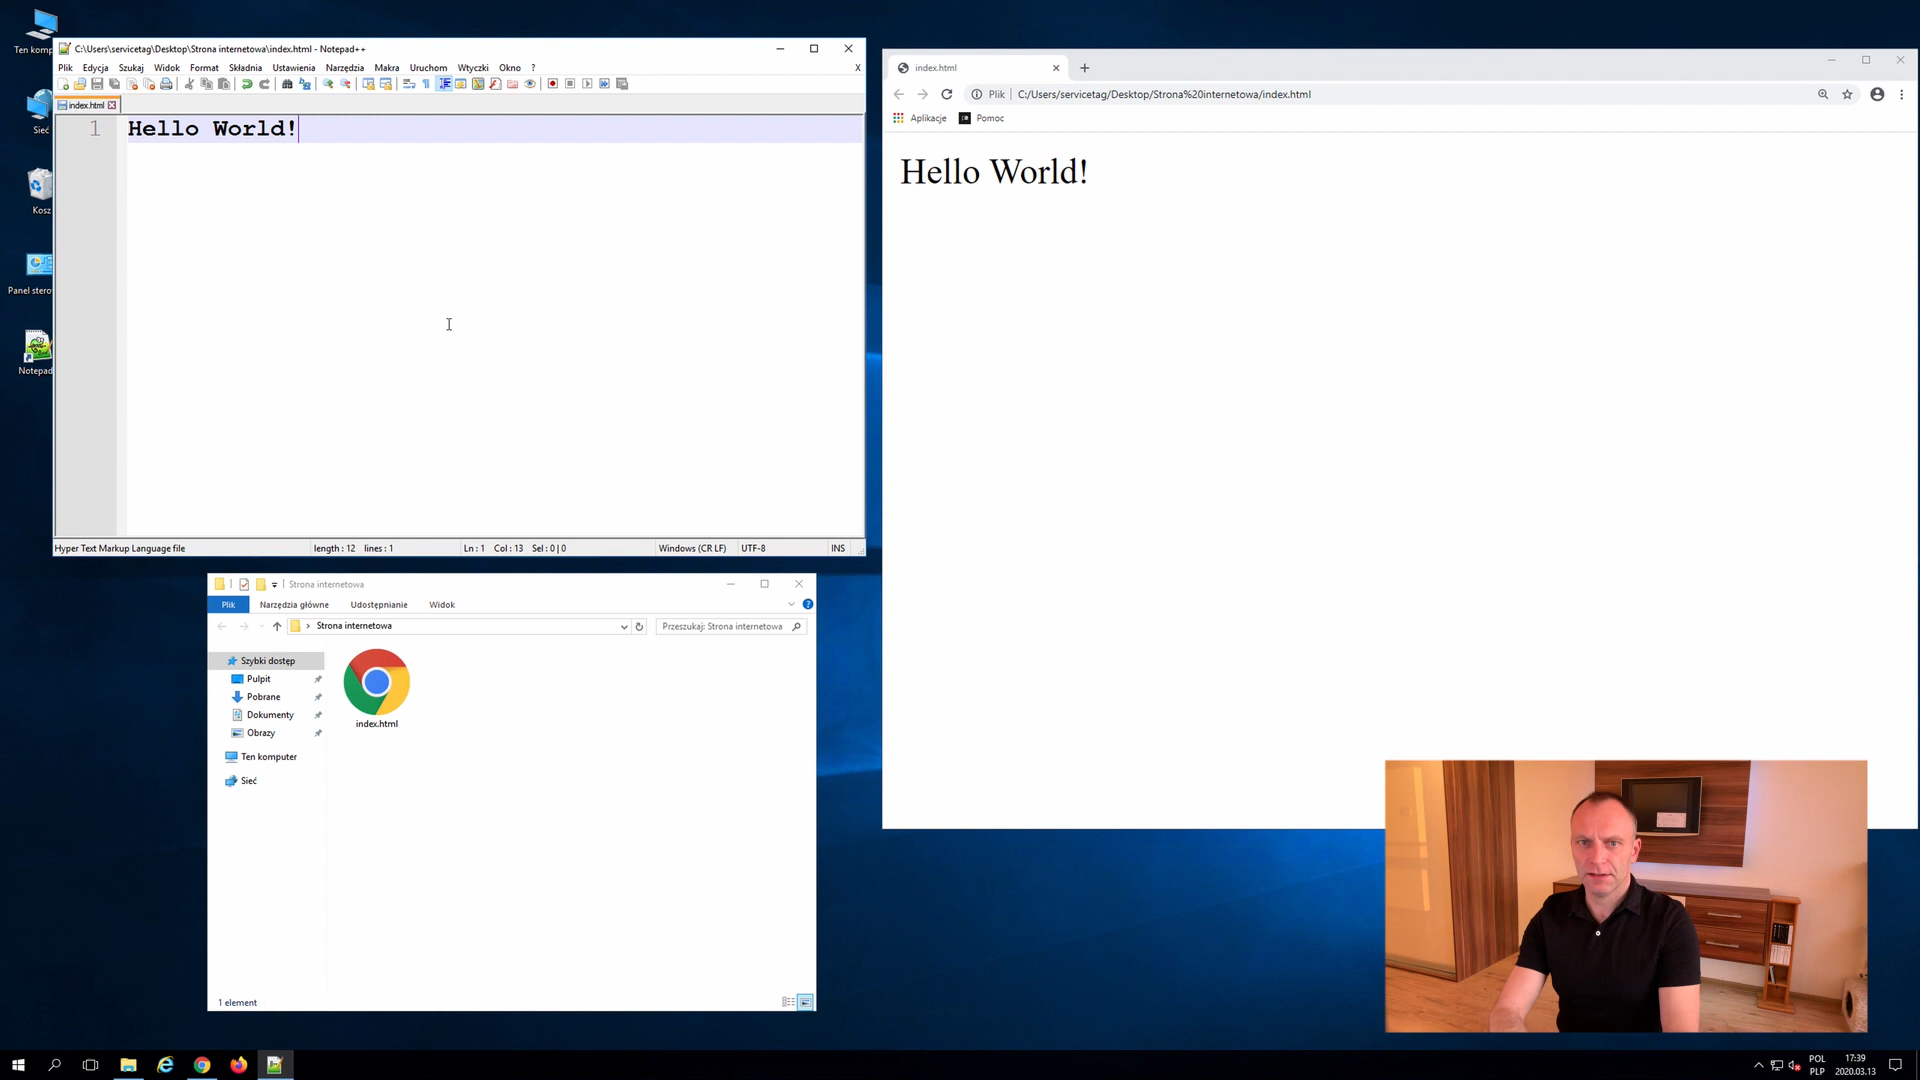 Ten komp
Sieć
Kosz
Panel stero
Notepad
C:\Users\servicetag\Desktop\Strona internetowa\index.html - Notepad++
Plik Edycja Szukaj Widok Format Składnia Ustawienia Narzędzia Makra Uruchom Wtyczki Okno ? X
index.html
1 Hello World!
Hyper Text Markup Language file length : 12 lines : 1 Ln : 1 Col : 13 Sel : 0 | 0 Windows (CR LF) UTF-8 INS
index.html
Plik C:/Users/servicetag/Desktop/Strona%20internetowa/index.html
Aplikacje Pomoc
Hello World!
Strona internetowa
Plik Narzędzia główne Udostępnianie Widok
Strona internetowa Przeszukaj: Strona internetowa
Szybki dostęp
Pulpit
Pobrane
Dokumenty
Obrazy
Ten komputer
Sieć
index.html
1 element
POL
PLP
17:39
2020.03.13